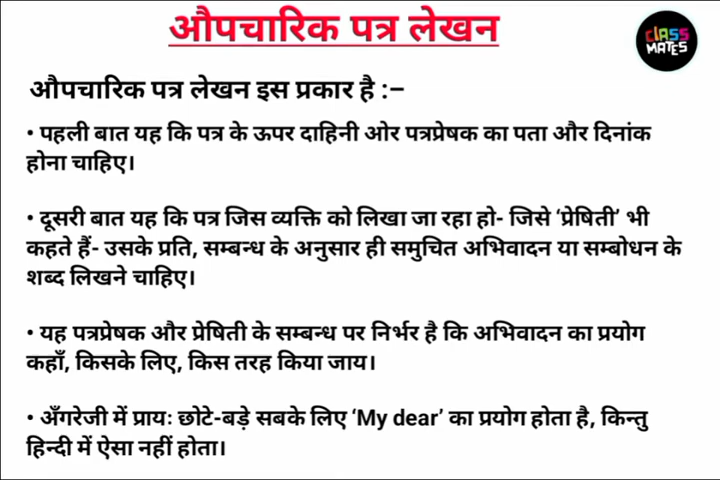 औपचारिक पत्र लेखन
CLASS
MATES
औपचारिक पत्र लेखन इस प्रकार है :–
• पहली बात यह कि पत्र के ऊपर दाहिनी ओर पत्रप्रेषक का पता और दिनांक
होना चाहिए।
• दूसरी बात यह कि पत्र जिस व्यक्ति को लिखा जा रहा हो- जिसे ‘प्रेषिती’ भी
कहते हैं- उसके प्रति, सम्बन्ध के अनुसार ही समुचित अभिवादन या सम्बोधन के
शब्द लिखने चाहिए।
• यह पत्रप्रेषक और प्रेषिती के सम्बन्ध पर निर्भर है कि अभिवादन का प्रयोग
कहाँ, किसके लिए, किस तरह किया जाय।
• अँगरेजी में प्रायः छोटे-बड़े सबके लिए ‘My dear’ का प्रयोग होता है, किन्तु
हिन्दी में ऐसा नहीं होता।